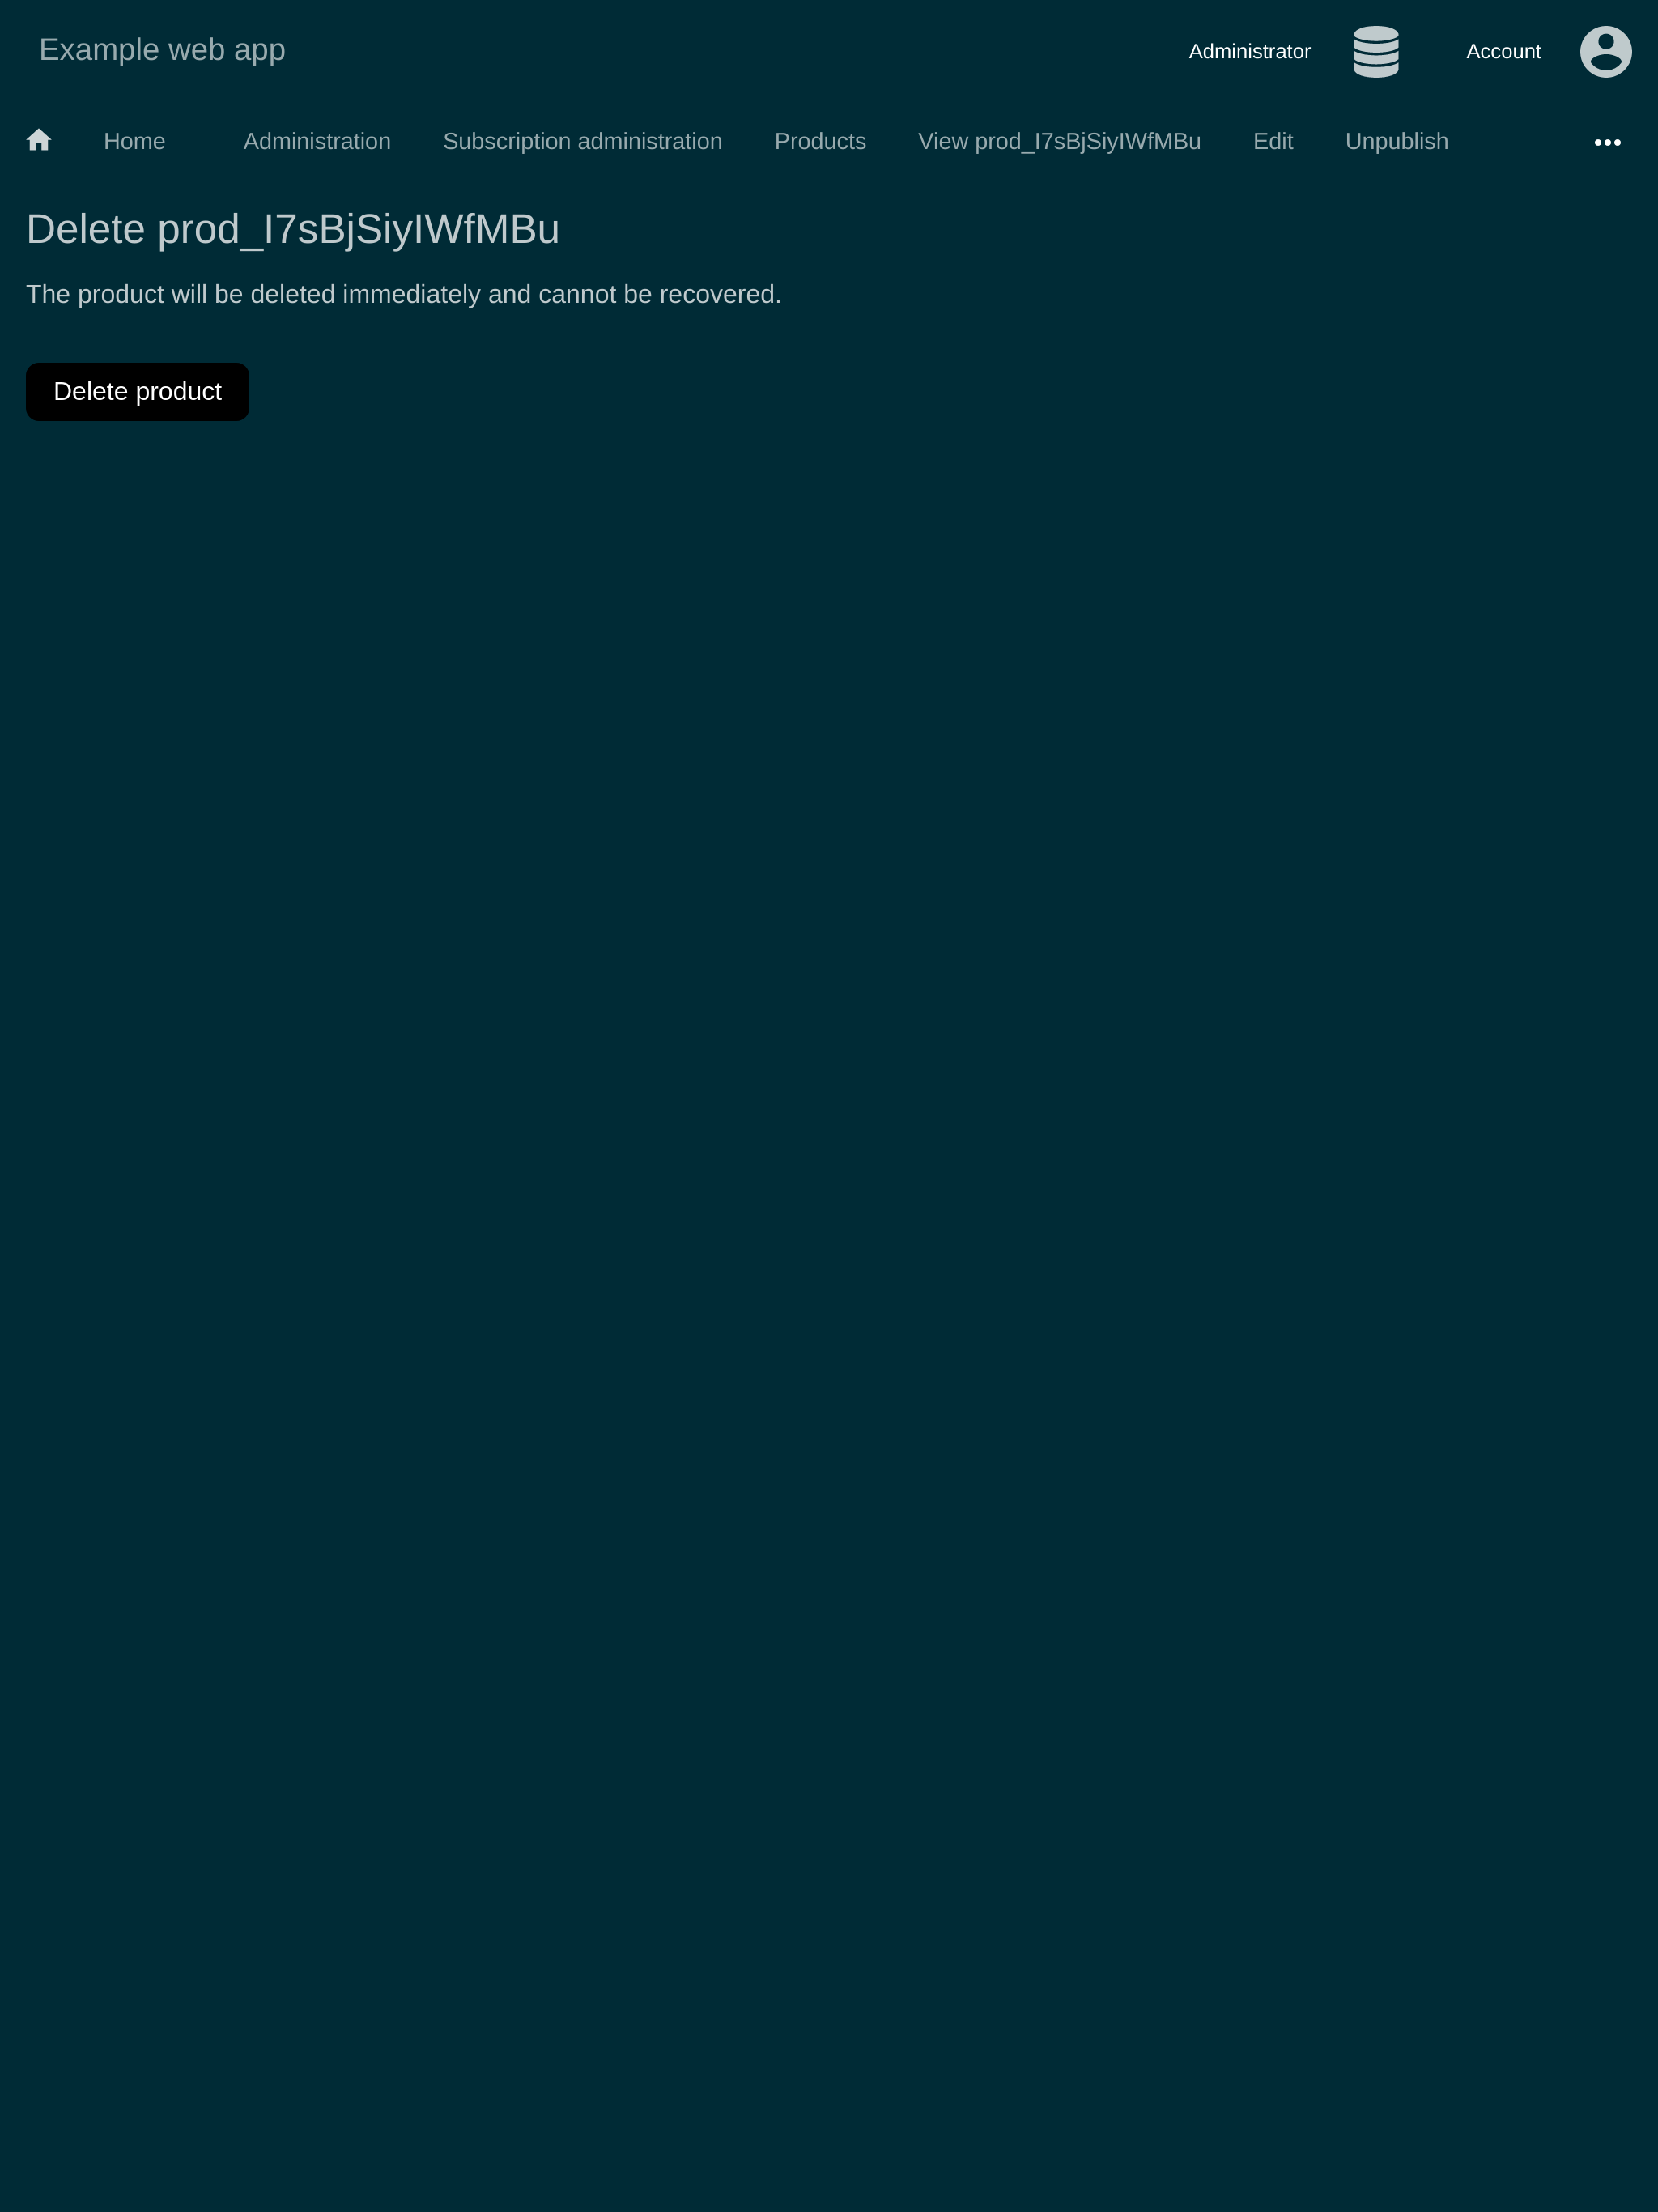 Example web app
Administrator
Account
Home
Administration
Subscription administration
Products
View prod_I7sBjSiyIWfMBu
Edit
Unpublish
Delete prod_I7sBjSiyIWfMBu
The product will be deleted immediately and cannot be recovered.
Delete product